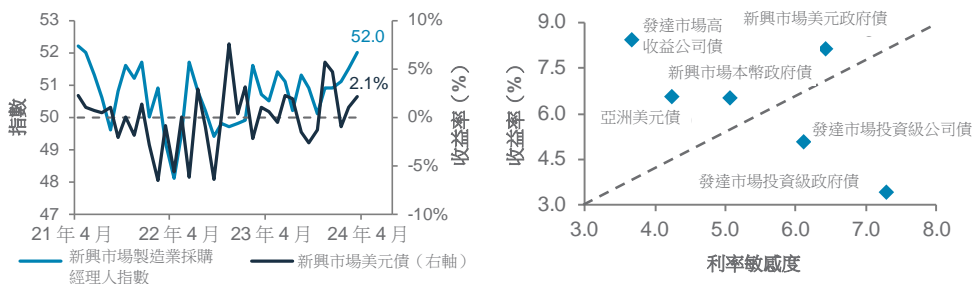 53
52
51
50
49
48
47
指數
10%
5%
0%
-5%
-10%
收益率（%）
52.0
2.1%
21 年 4 月
22 年 4 月
23 年 4 月
24 年 4 月
新興市場製造業採購
經理人指數
新興市場美元債（右軸）
9.0
7.5
6.0
4.5
3.0
收益率（%）
發達市場高
收益公司債
新興市場美元政府債
新興市場本幣政府債
亞洲美元債
發達市場投資級公司債
發達市場投資級政府債
3.0
4.0
5.0
6.0
7.0
8.0
利率敏感度